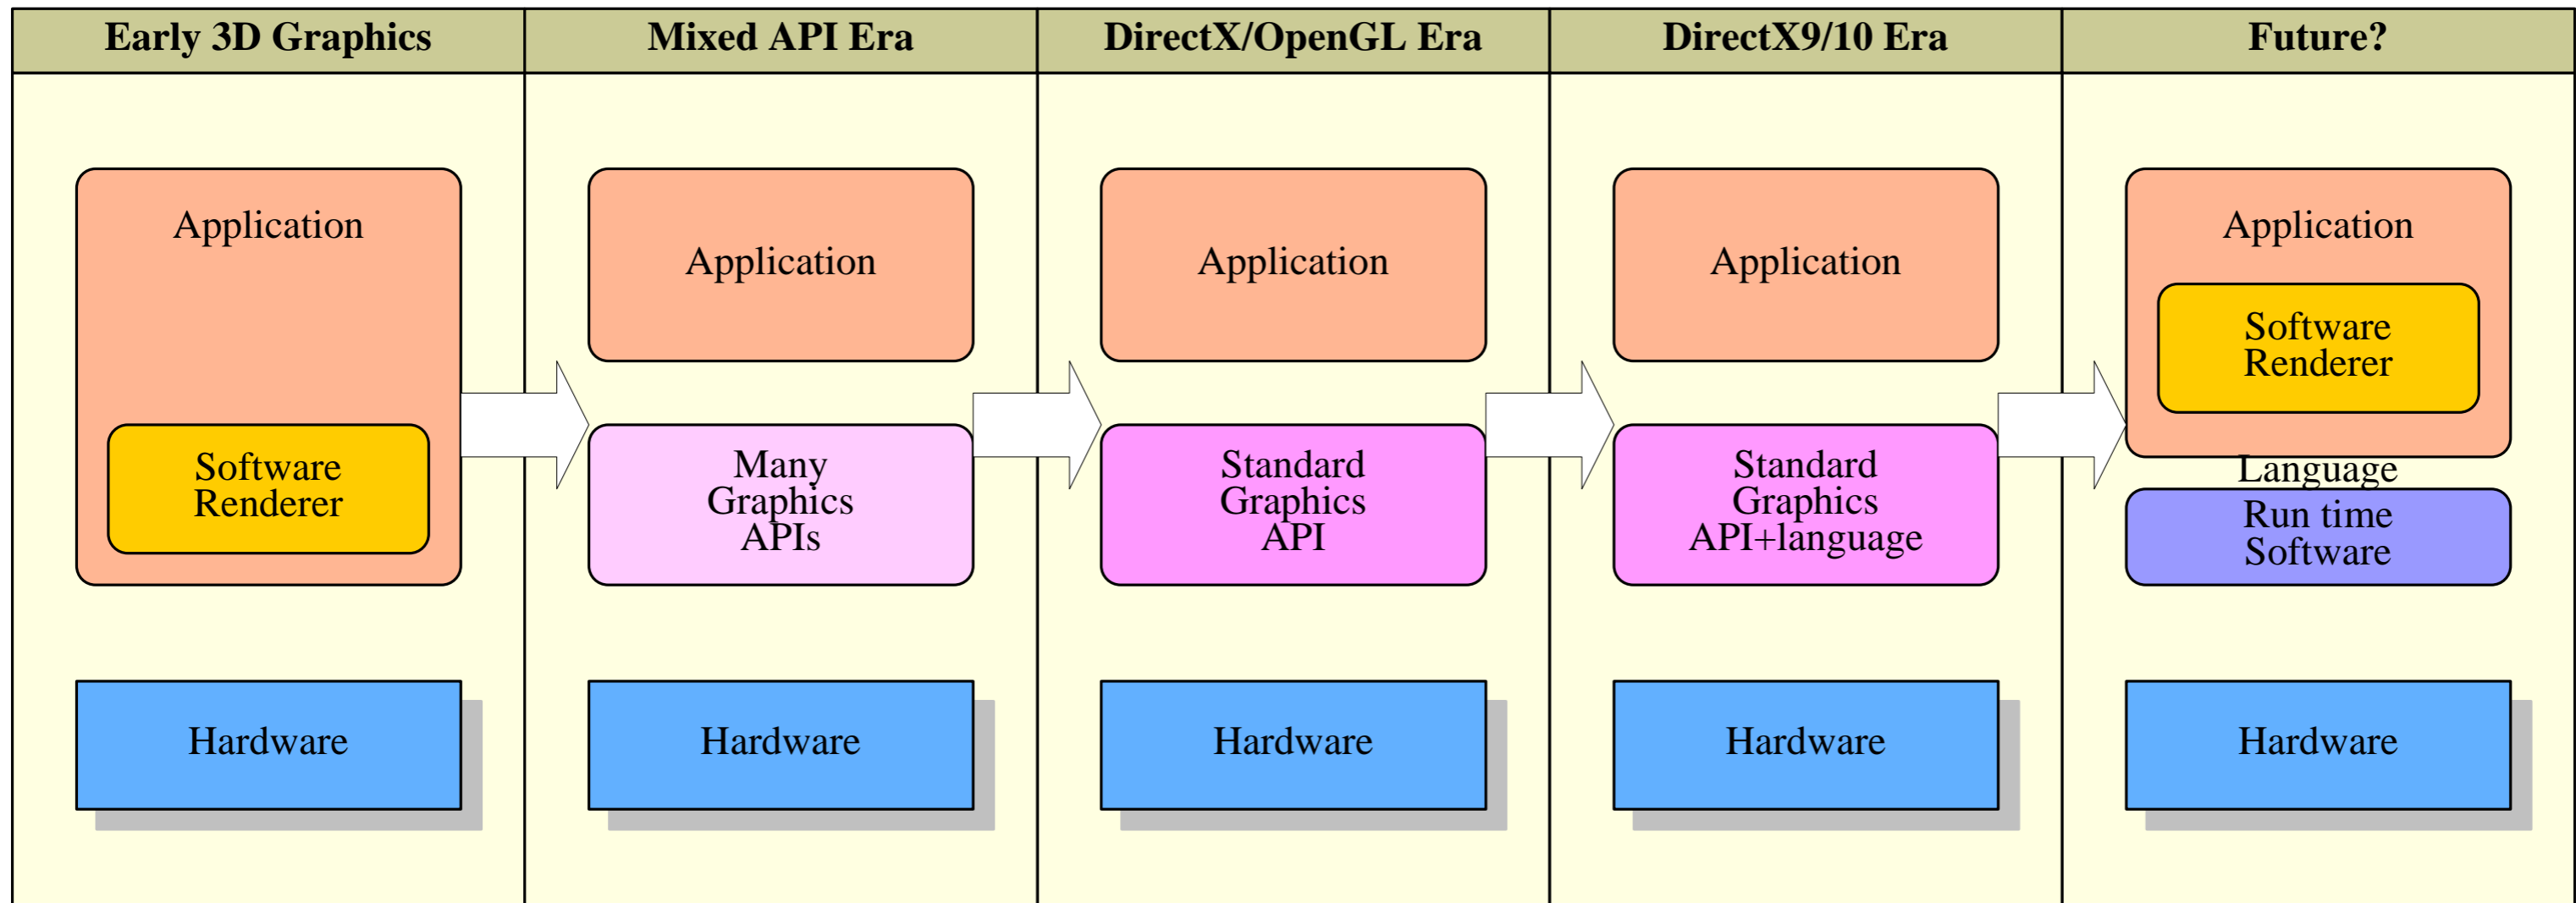 Early 3D Graphics
Mixed API Era
DirectX/OpenGL Era
DirectX9/10 Era
Future?
Application
Software
Renderer
Hardware
Application
Many
Graphics
APIs
Hardware
Application
Standard
Graphics
API
Hardware
Application
Standard
Graphics
API+language
Hardware
Application
Software
Renderer
Language
Run time
Software
Hardware